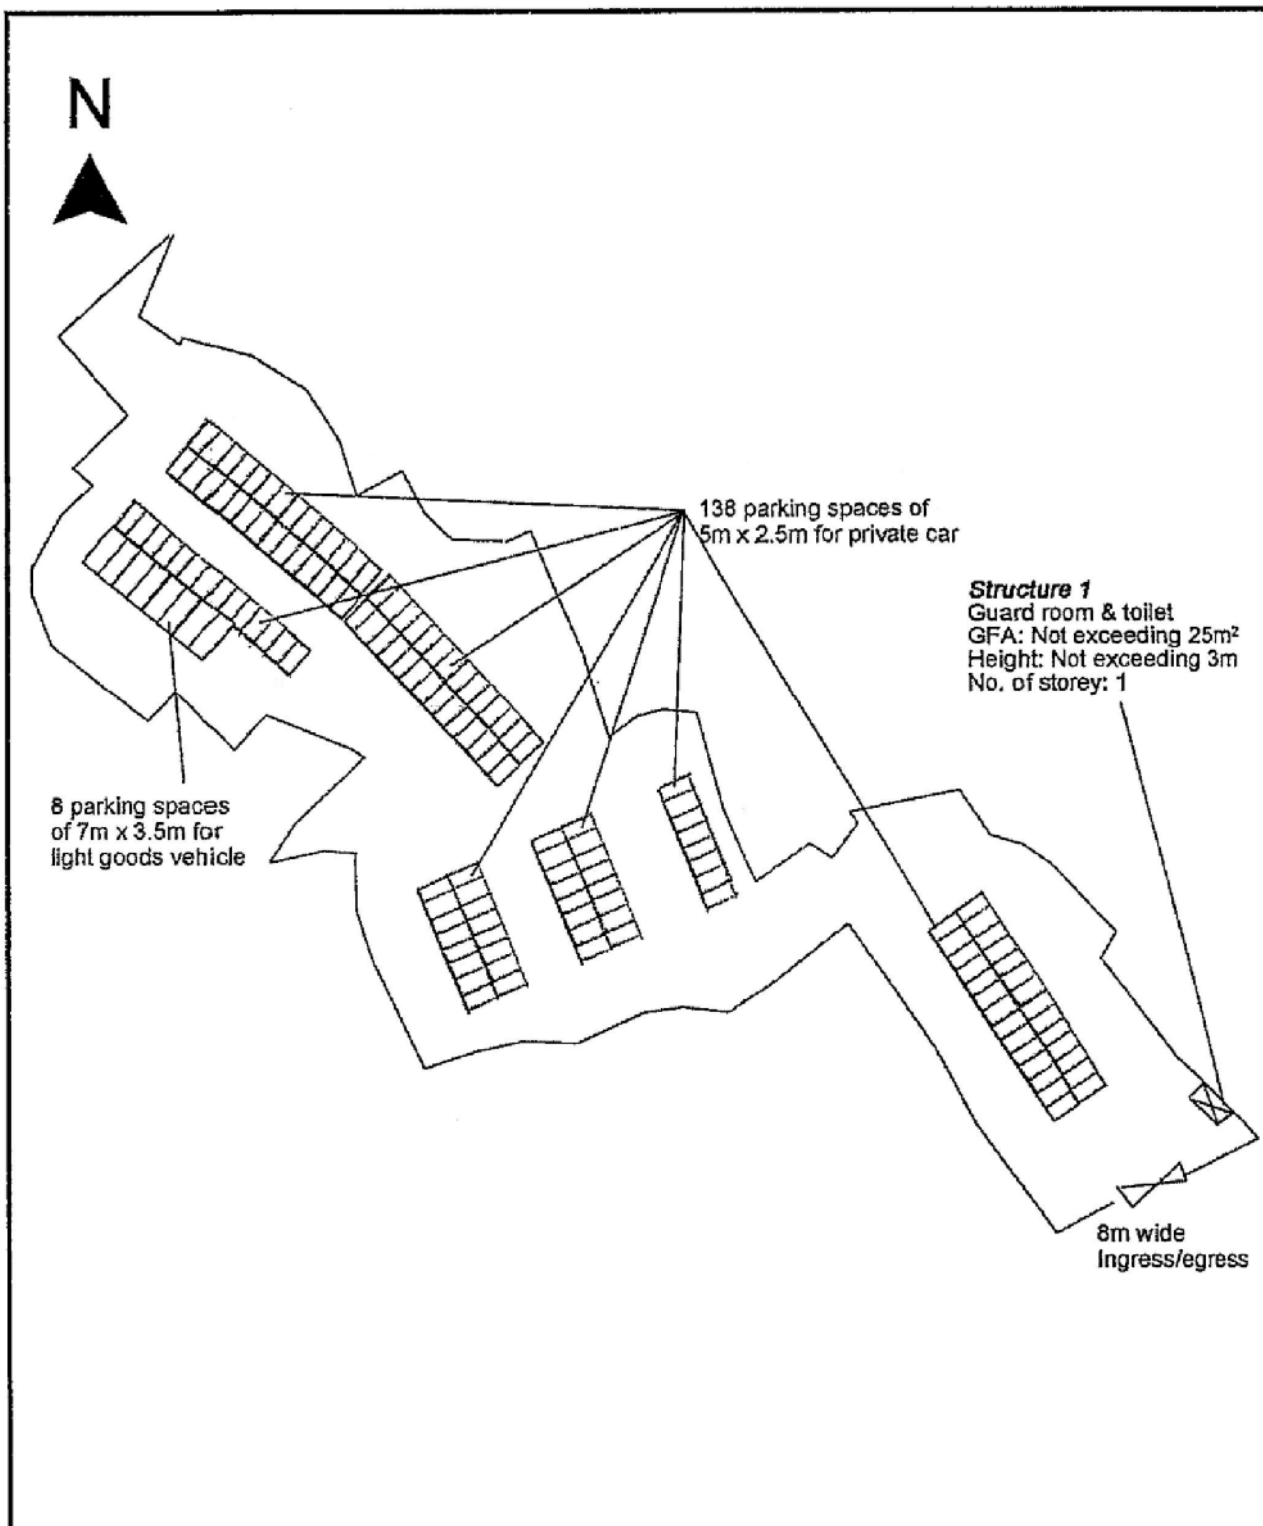 N
138 parking spaces of
5m x 2.5m for private car
Structure 1
Guard room & toilet
GFA: Not exceeding 25m²
Height: Not exceeding 3m
No. of storey: 1
8 parking spaces
of 7m x 3.5m for
light goods vehicle
8m wide
Ingress/egress